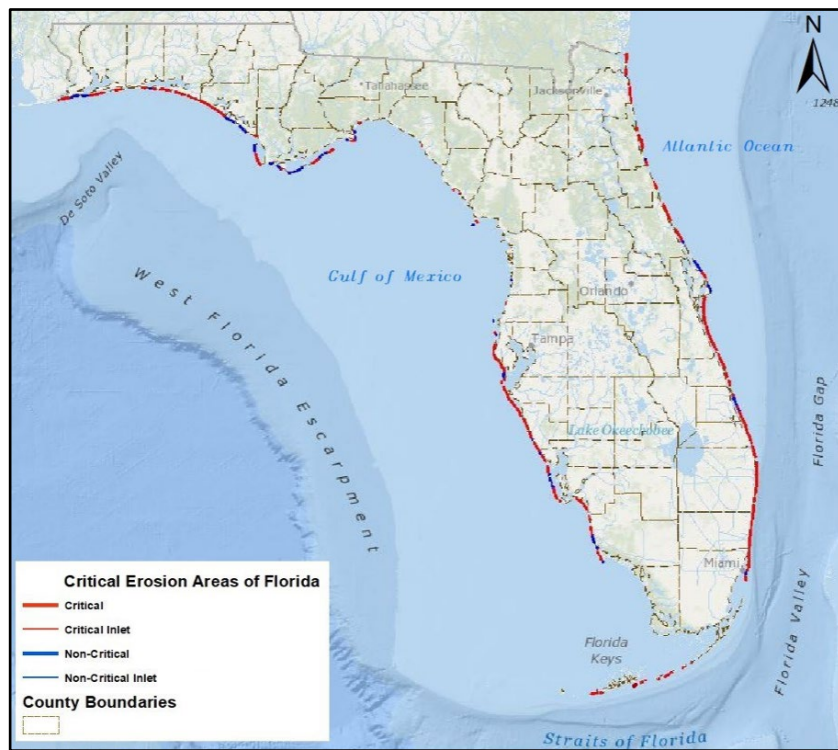 N
Tallahassee
Jacksonville
1248
Atlantic Ocean
De Soto Valley
Gulf of Mexico
Orlando
West Florida Escarpment
Tampa
Florida Gap
Lake Okeechobee
Miami
Critical Erosion Areas of Florida
Critical
Critical Inlet
Non-Critical
Non-Critical Inlet
County Boundaries
Florida
Keys
Florida Valley
Straits of Florida